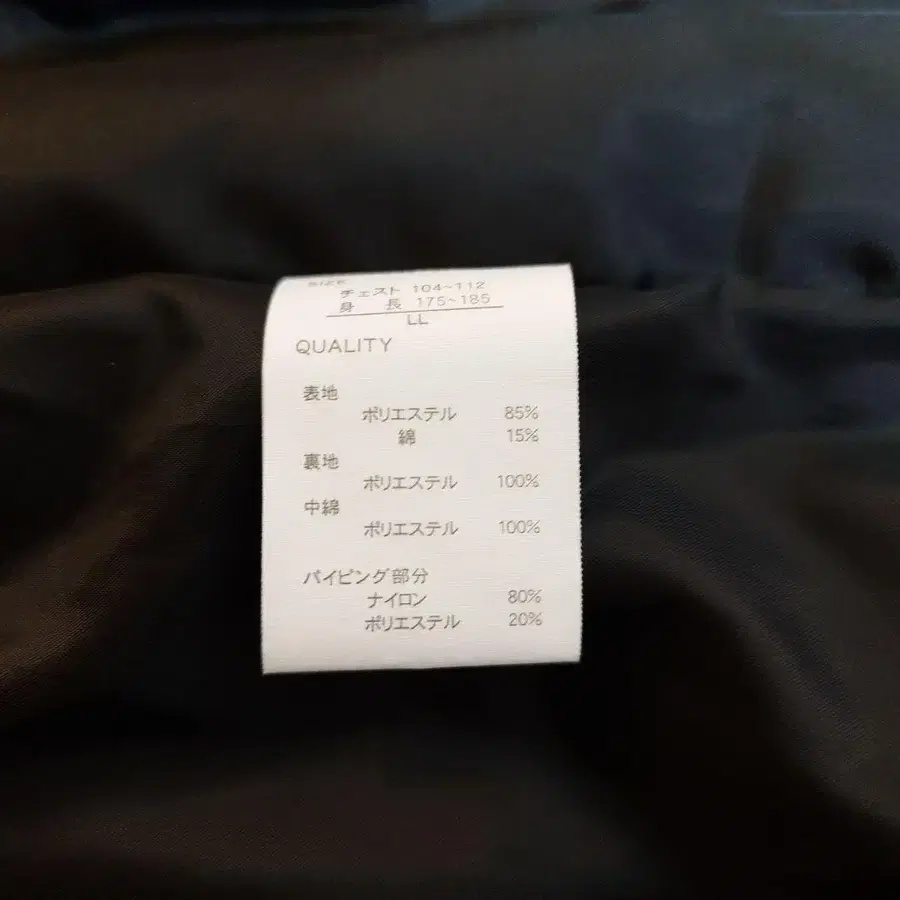 SIZE
チェスト 104~112
身 長 175~185
LL
QUALITY
表地
ポリエステル 85%
綿 15%
裏地
ポリエステル 100%
中綿
ポリエステル 100%
パイピング部分
ナイロン 80%
ポリエステル 20%